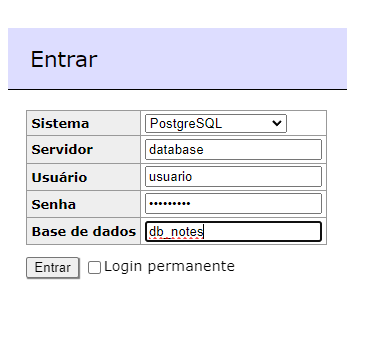 Entrar
Sistema PostgreSQL
Servidor database
Usuário usuario
Senha •••••••••
Base de dados db_notes
Entrar Login permanente